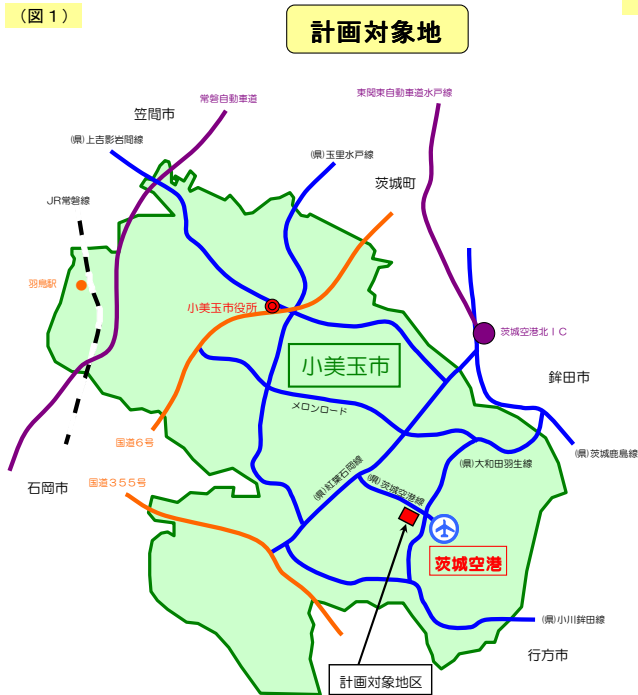 (図1)
計画対象地
常磐自動車道
東関東自動車道水戸線
笠間市
(県)上吉影岩間線
(県)玉里水戸線
茨城町
JR常磐線
羽鳥駅
小美玉市役所
茨城空港北IC
小美玉市
鉾田市
メロンロード
国道6号
(県)茨城鹿島線
(県)大和田羽生線
石岡市
国道355号
(県)紅葉石岡線
(県)茨城空港線
茨城空港
(県)小川鉾田線
行方市
計画対象地区